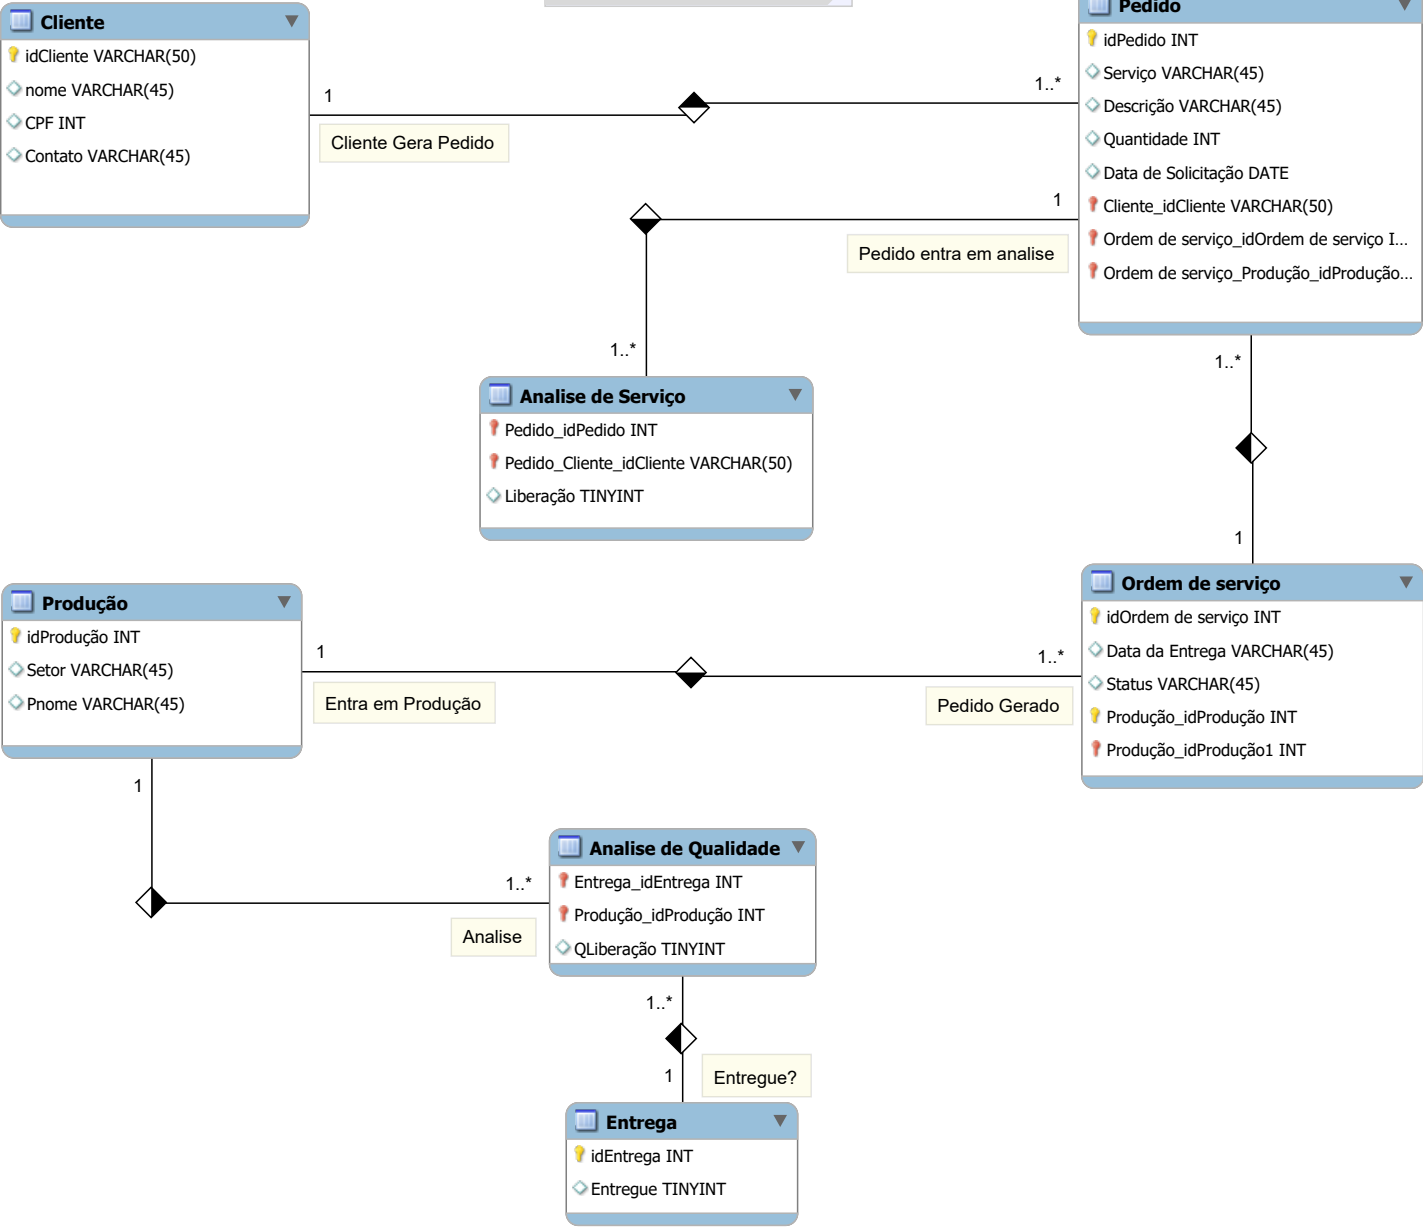 Cliente
idCliente VARCHAR(50)
nome VARCHAR(45)
CPF INT
Contato VARCHAR(45)
1
Cliente Gera Pedido
1..*
Pedido
idPedido INT
Serviço VARCHAR(45)
Descrição VARCHAR(45)
Quantidade INT
Data de Solicitação DATE
Cliente_idCliente VARCHAR(50)
Ordem de serviço_idOrdem de serviço I...
Ordem de serviço_Produção_idProdução...
1
Pedido entra em analise
1..*
1..*
Analise de Serviço
Pedido_idPedido INT
Pedido_Cliente_idCliente VARCHAR(50)
Liberação TINYINT
1
Ordem de serviço
idOrdem de serviço INT
Data da Entrega VARCHAR(45)
Status VARCHAR(45)
Produção_idProdução INT
Produção_idProdução1 INT
Produção
idProdução INT
Setor VARCHAR(45)
Pnome VARCHAR(45)
1
Entra em Produção
1..*
Pedido Gerado
1
1..*
Analise
Analise de Qualidade
Entrega_idEntrega INT
Produção_idProdução INT
QLiberação TINYINT
1..*
1
Entregue?
Entrega
idEntrega INT
Entregue TINYINT